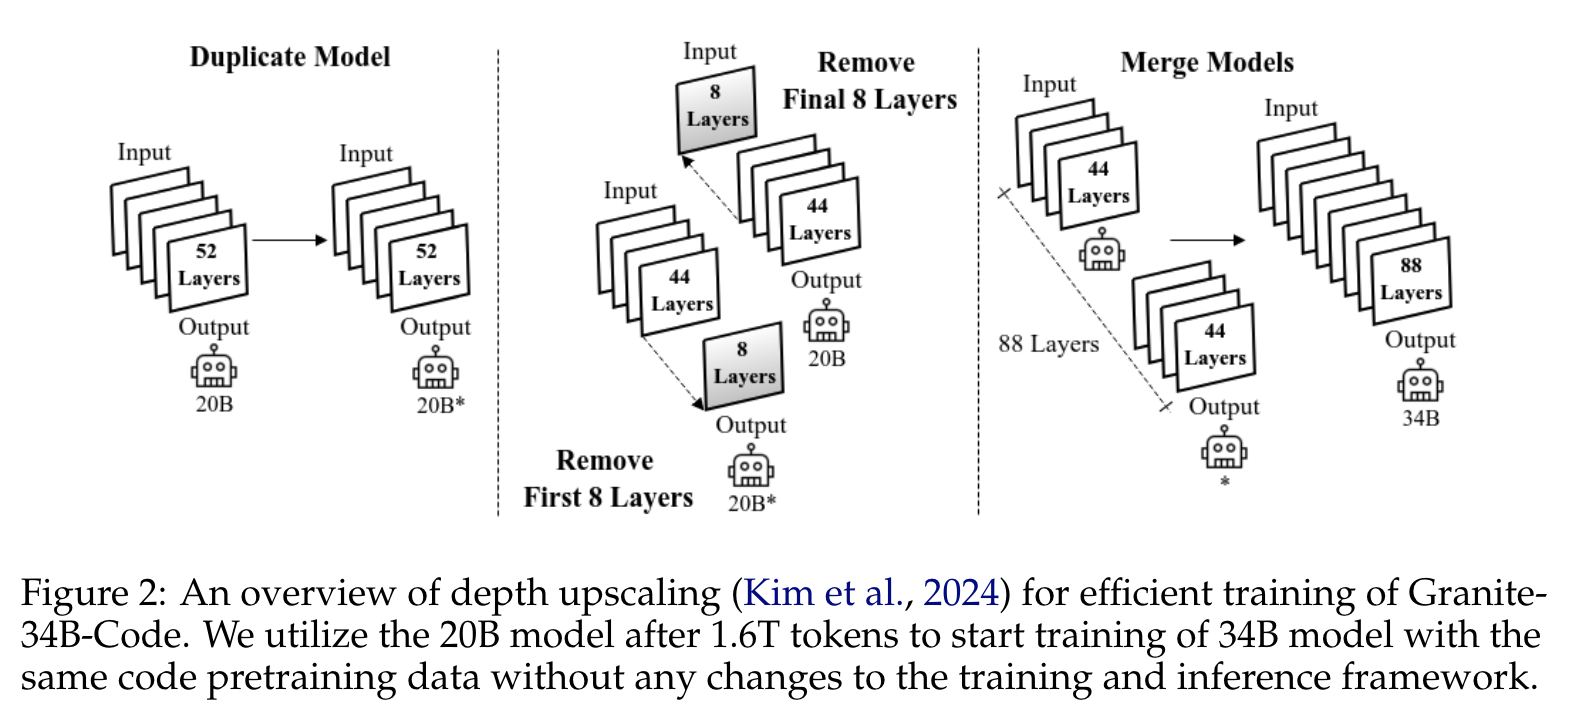 Duplicate Model
Input
52
Layers
Output
20B
Input
52
Layers
Output
20B*
Input
8
Layers
Remove
Final 8 Layers
44
Layers
Output
20B
Input
44
Layers
8
Layers
Output
20B*
Remove
First 8 Layers
Merge Models
Input
44
Layers
88 Layers
44
Layers
Output
*
Input
88
Layers
Output
34B
Figure 2: An overview of depth upscaling (Kim et al., 2024) for efficient training of Granite-
34B-Code. We utilize the 20B model after 1.6T tokens to start training of 34B model with the
same code pretraining data without any changes to the training and inference framework.